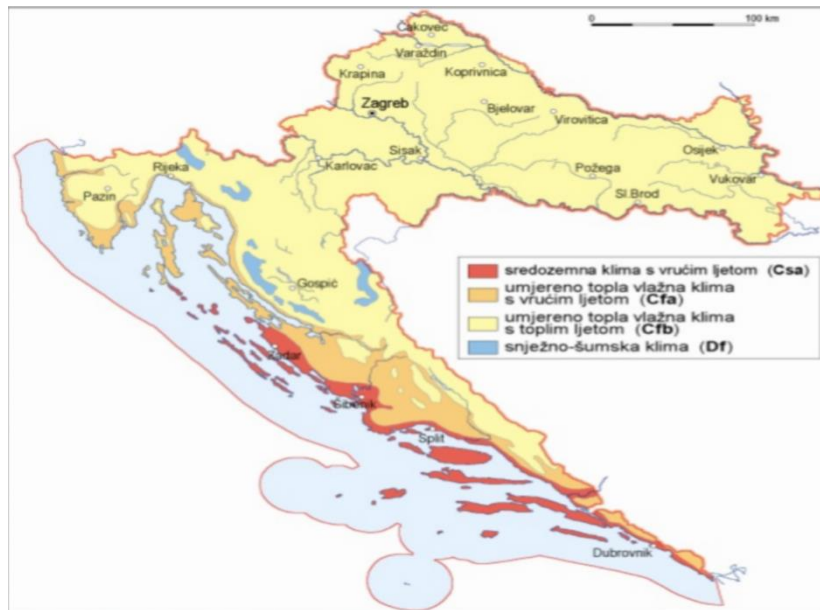 0
100 km
Čakovec
Varaždin
Krapina
Koprivnica
Zagreb
Bjelovar
Virovitica
Sisak
Karlovac
Osijek
Požega
Vukovar
Sl.Brod
Rijeka
Pazin
Gospić
Zadar
Šibenik
Split
Dubrovnik
sredozemna klima s vrućim ljetom (Csa)
umjereno topla vlažna klima
s vrućim ljetom (Cfa)
umjereno topla vlažna klima
s toplim ljetom (Cfb)
snježno-šumska klima (Df)